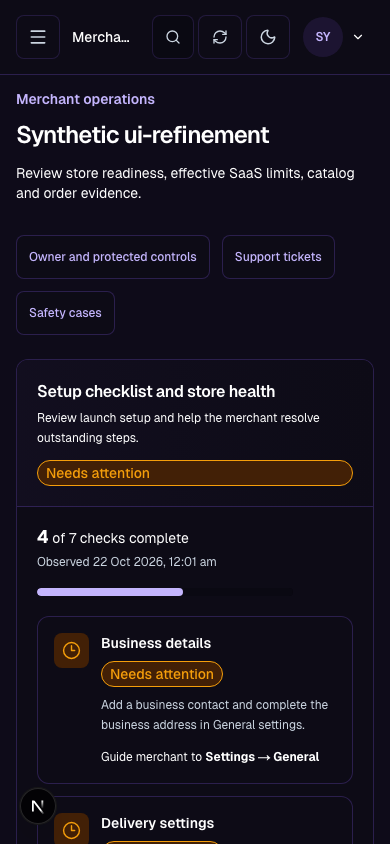 Mercha...
SY
Merchant operations
Synthetic ui-refinement
Review store readiness, effective SaaS limits, catalog
and order evidence.
Owner and protected controls
Support tickets
Safety cases
Setup checklist and store health
Review launch setup and help the merchant resolve
outstanding steps.
Needs attention
4 of 7 checks complete
Observed 22 Oct 2026, 12:01 am
Business details
Needs attention
Add a business contact and complete the
business address in General settings.
Guide merchant to Settings → General
N
Delivery settings